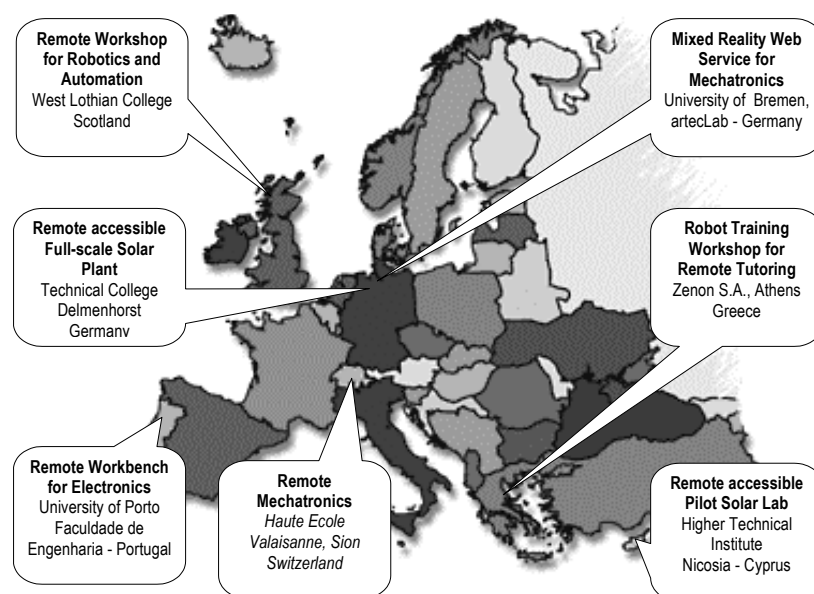 Remote Workshop
for Robotics and
Automation
West Lothian College
Scotland
Mixed Reality Web
Service for
Mechatronics
University of Bremen,
artecLab - Germany
Remote accessible
Full-scale Solar
Plant
Technical College
Delmenhorst
Germany
Robot Training
Workshop for
Remote Tutoring
Zenon S.A., Athens
Greece
Remote Workbench
for Electronics
University of Porto
Faculdade de
Engenharia - Portugal
Remote
Mechatronics
Haute Ecole
Valaisanne, Sion
Switzerland
Remote accessible
Pilot Solar Lab
Higher Technical
Institute
Nicosia - Cyprus